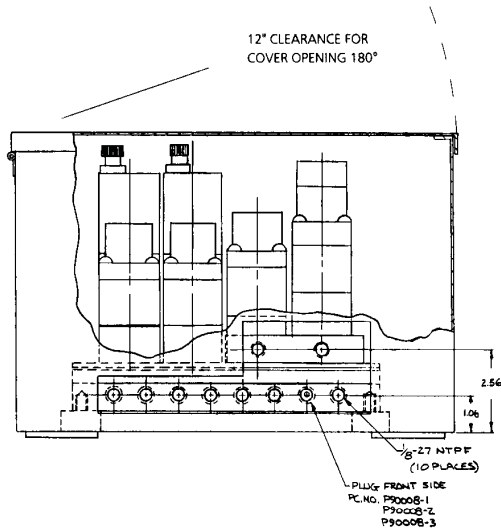 12" CLEARANCE FOR
COVER OPENING 180°
2.56
1.06
1/8-27 NTPF
(10 PLACES)
PLUG FRONT SIDE
PC.NO. P90008-1
P90008-2
P90008-3